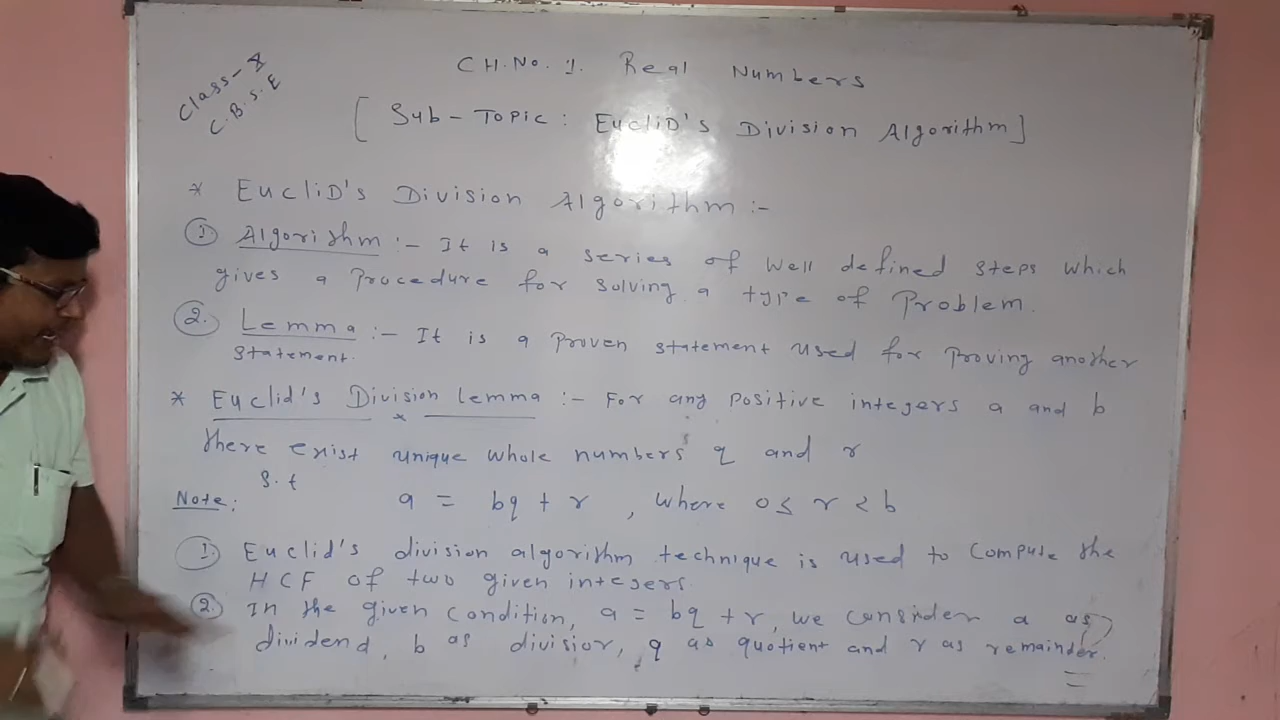 Class-X
C.B.S.E
CH.No. 1. Real Numbers
[Sub-Topic: EucliD's Division Algorithm]
* EucliD's Division Algorithm:-
① Algorithm:- It is a series of well defined steps which
gives a Procedure for solving a type of Problem.
②. Lemma:- It is a proven statement used for proving another
statement.
* Euclid's Division Lemma:- For any positive integers a and b
there exist unique whole numbers q and r
s.t
a = bq + r, where 0 ≤ r < b
Note:
①. Euclid's division algorithm technique is used to compute the
HCF of two given integers.
②. In the given condition, a = bq + r, we consider a as
dividend, b as divisior, q as quotient and r as remainder.